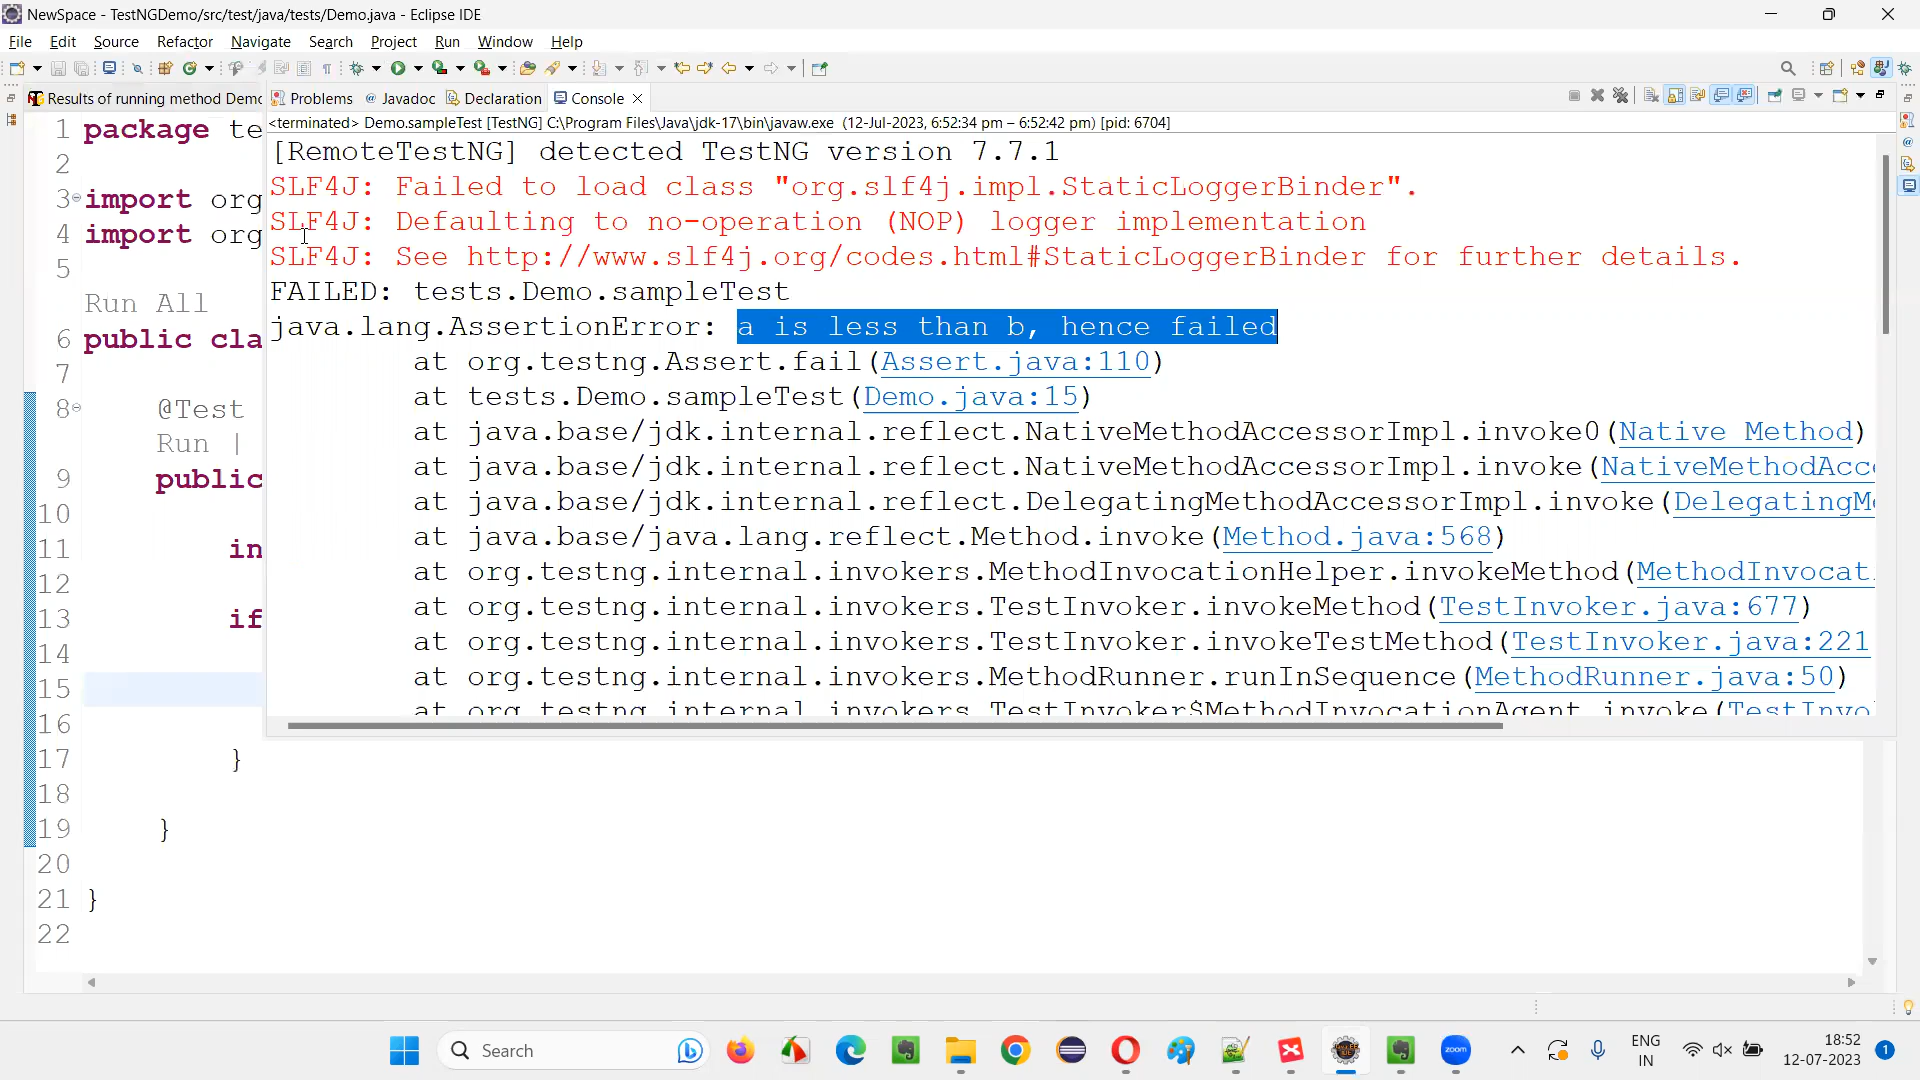 NewSpace - TestNGDemo/src/test/java/tests/Demo.java - Eclipse IDE
File Edit Source Refactor Navigate Search Project Run Window Help
Results of running method Demo
Problems Javadoc Declaration Console
<terminated> Demo.sampleTest [TestNG] C:\Program Files\Java\jdk-17\bin\javaw.exe (12-Jul-2023, 6:52:34 pm – 6:52:42 pm) [pid: 6704]
1 package te
2
3 import org
4 import org
5
Run All
6 public cla
7
8 @Test
Run |
9 public
10
11 in
12
13 if
14
15
16
17 }
18
19 }
20
21 }
22
[RemoteTestNG] detected TestNG version 7.7.1
SLF4J: Failed to load class "org.slf4j.impl.StaticLoggerBinder".
SLF4J: Defaulting to no-operation (NOP) logger implementation
SLF4J: See http://www.slf4j.org/codes.html#StaticLoggerBinder for further details.
FAILED: tests.Demo.sampleTest
java.lang.AssertionError: a is less than b, hence failed
at org.testng.Assert.fail(Assert.java:110)
at tests.Demo.sampleTest(Demo.java:15)
at java.base/jdk.internal.reflect.NativeMethodAccessorImpl.invoke0(Native Method)
at java.base/jdk.internal.reflect.NativeMethodAccessorImpl.invoke(NativeMethodAcc
at java.base/jdk.internal.reflect.DelegatingMethodAccessorImpl.invoke(DelegatingM
at java.base/java.lang.reflect.Method.invoke(Method.java:568)
at org.testng.internal.invokers.MethodInvocationHelper.invokeMethod(MethodInvocat
at org.testng.internal.invokers.TestInvoker.invokeMethod(TestInvoker.java:677)
at org.testng.internal.invokers.TestInvoker.invokeTestMethod(TestInvoker.java:221
at org.testng.internal.invokers.MethodRunner.runInSequence(MethodRunner.java:50)
at org.testng.internal.invokers.TestInvoker$MethodInvocationAgent.invoke(TestInvo
Search
zoom
ENG
IN
18:52
12-07-2023
1